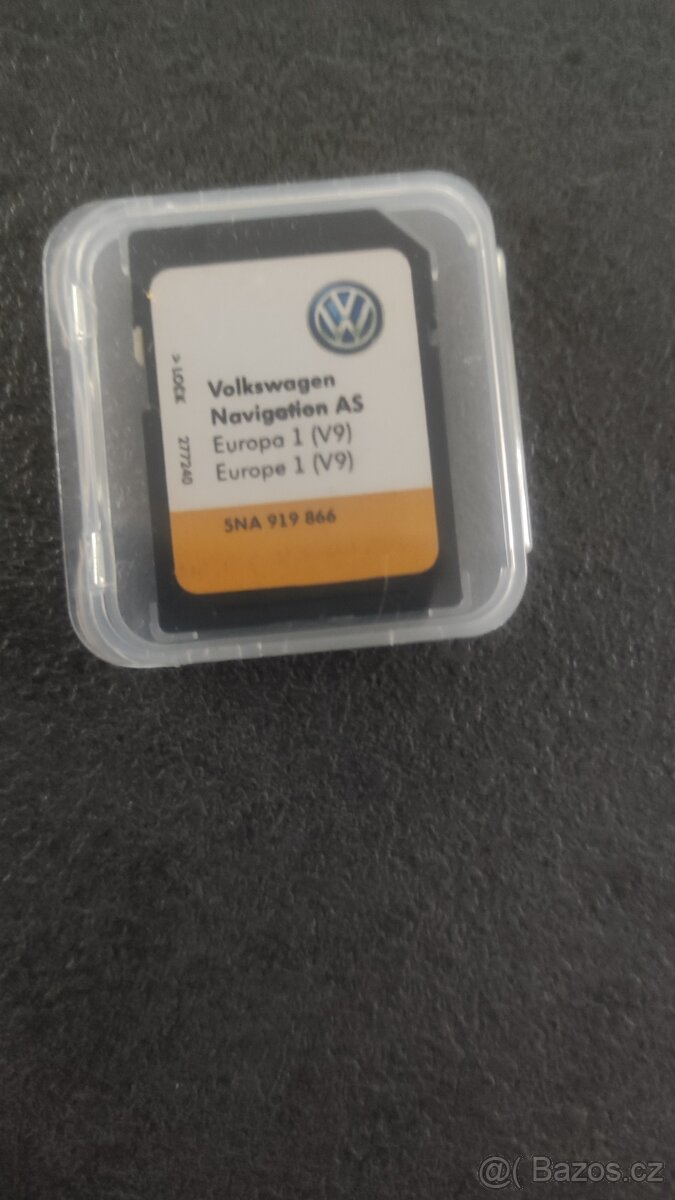 > LOCK 277240
Volkswagen
Navigation AS
Europa 1 (V9)
Europe 1 (V9)
5NA 919 866
@( Bazos.cz